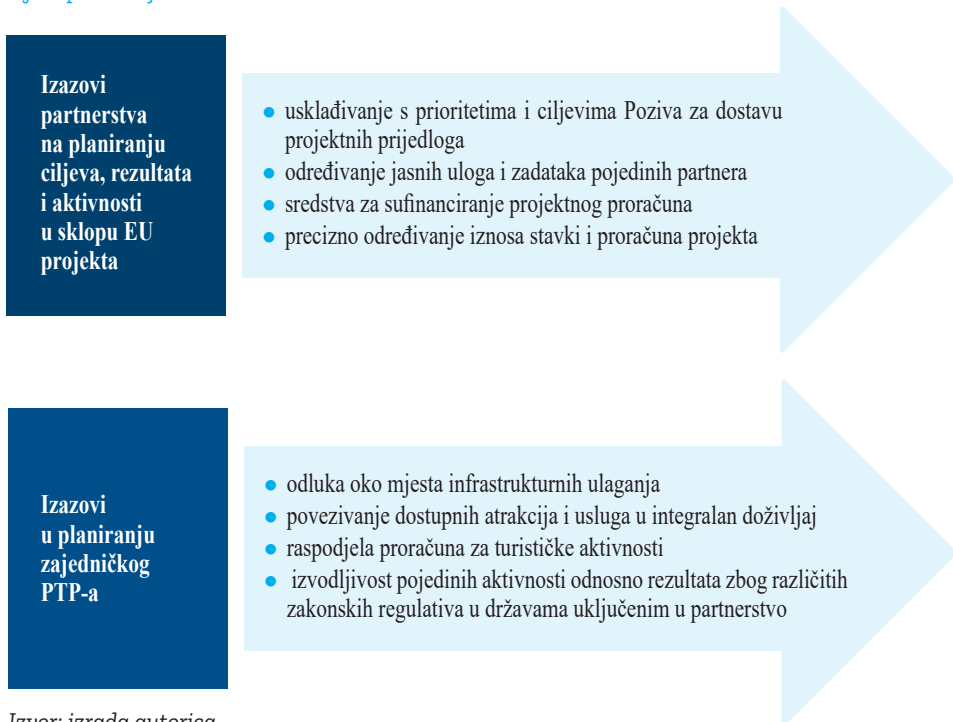 Izazovi
partnerstva
na planiranju
ciljeva, rezultata
i aktivnosti
u sklopu EU
projekta
● usklađivanje s prioritetima i ciljevima Poziva za dostavu
projektnih prijedloga
● određivanje jasnih uloga i zadataka pojedinih partnera
● sredstva za sufinanciranje projektnog proračuna
● precizno određivanje iznosa stavki i proračuna projekta
Izazovi
u planiranju
zajedničkog
PTP-a
● odluka oko mjesta infrastrukturnih ulaganja
● povezivanje dostupnih atrakcija i usluga u integralan doživljaj
● raspodjela proračuna za turističke aktivnosti
● izvodljivost pojedinih aktivnosti odnosno rezultata zbog različitih
zakonskih regulativa u državama uključenim u partnerstvo
Izvor: izrada autorica